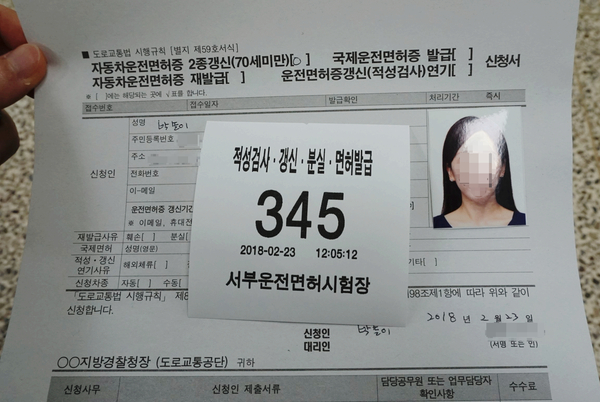 ■ 도로교통법 시행규칙 [별지 제59호서식]
자동차운전면허증 2종갱신(70세미만)[○] 국제운전면허증 발급[ ] 신청서
자동차운전면허증 재발급[ ] 운전면허증갱신(적성검사)연기[ ]
※ [ ]에는 해당되는 곳에 √표를 합니다.
접수번호 접수일자 발급확인 처리기간 즉시
신청인
성명
주민등록번호
주소
전화번호
이-메일
운전면허증 갱신기간
※ 이메일, 휴대전
재발급사유 훼손[ ] 분실[
국제면허 성명(영문)
적성·갱신 연기사유 해외체류[ ] 기타[ ]
신청차종 자동[ ] 수동[
적성검사·갱신·분실·면허발급
345
2018-02-23 12:05:12
서부운전면허시험장
「도로교통법 시행규칙」 제8 98조제1항에 따라 위와 같이
신청합니다.
2018 년 2 월 23 일
신청인
대리인
(서명 또는 인)
○○지방경찰청장 (도로교통공단) 귀하
신청사무 신청인 제출서류 담당공무원 또는 업무담당자 수수료
확인사항